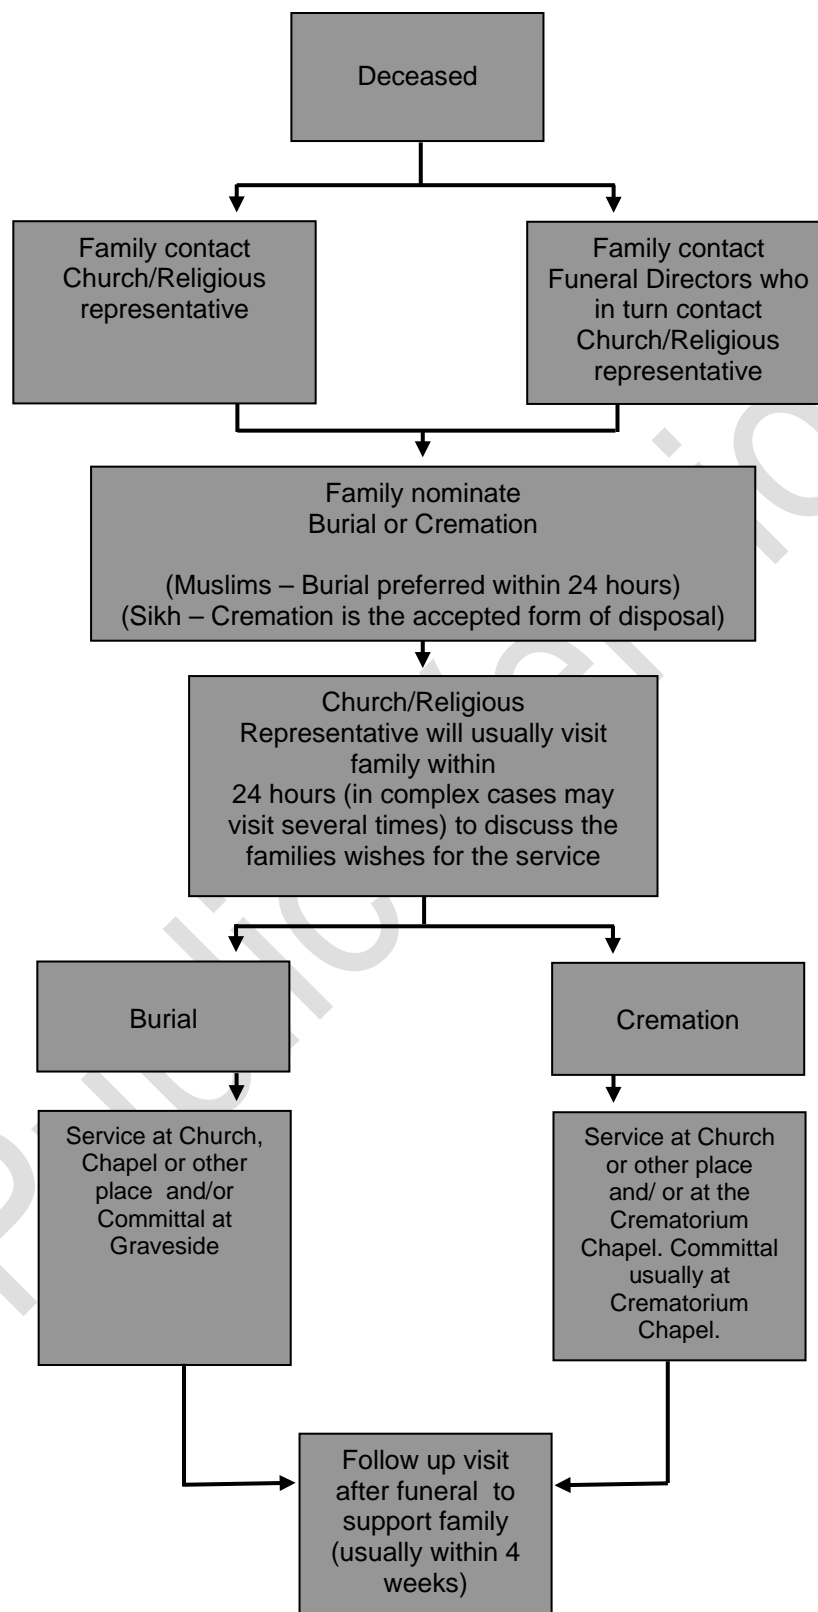 Deceased
Family contact
Church/Religious
representative
Family contact
Funeral Directors who
in turn contact
Church/Religious
representative
Family nominate
Burial or Cremation
(Muslims – Burial preferred within 24 hours)
(Sikh – Cremation is the accepted form of disposal)
Church/Religious
Representative will usually visit
family within
24 hours (in complex cases may
visit several times) to discuss the
families wishes for the service
Burial
Cremation
Service at Church,
Chapel or other
place and/or
Committal at
Graveside
Service at Church
or other place
and/ or at the
Crematorium
Chapel. Committal
usually at
Crematorium
Chapel.
Follow up visit
after funeral to
support family
(usually within 4
weeks)